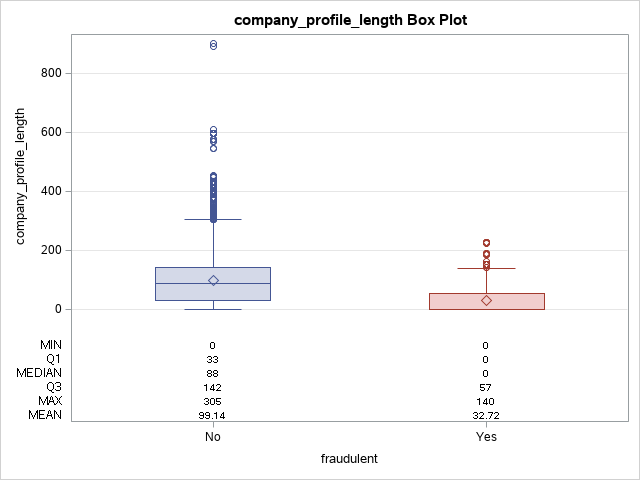 company_profile_length Box Plot
company_profile_length
800
600
400
200
0
MIN 0 0
Q1 33 0
MEDIAN 88 0
Q3 142 57
MAX 305 140
MEAN 99.14 32.72
No Yes
fraudulent